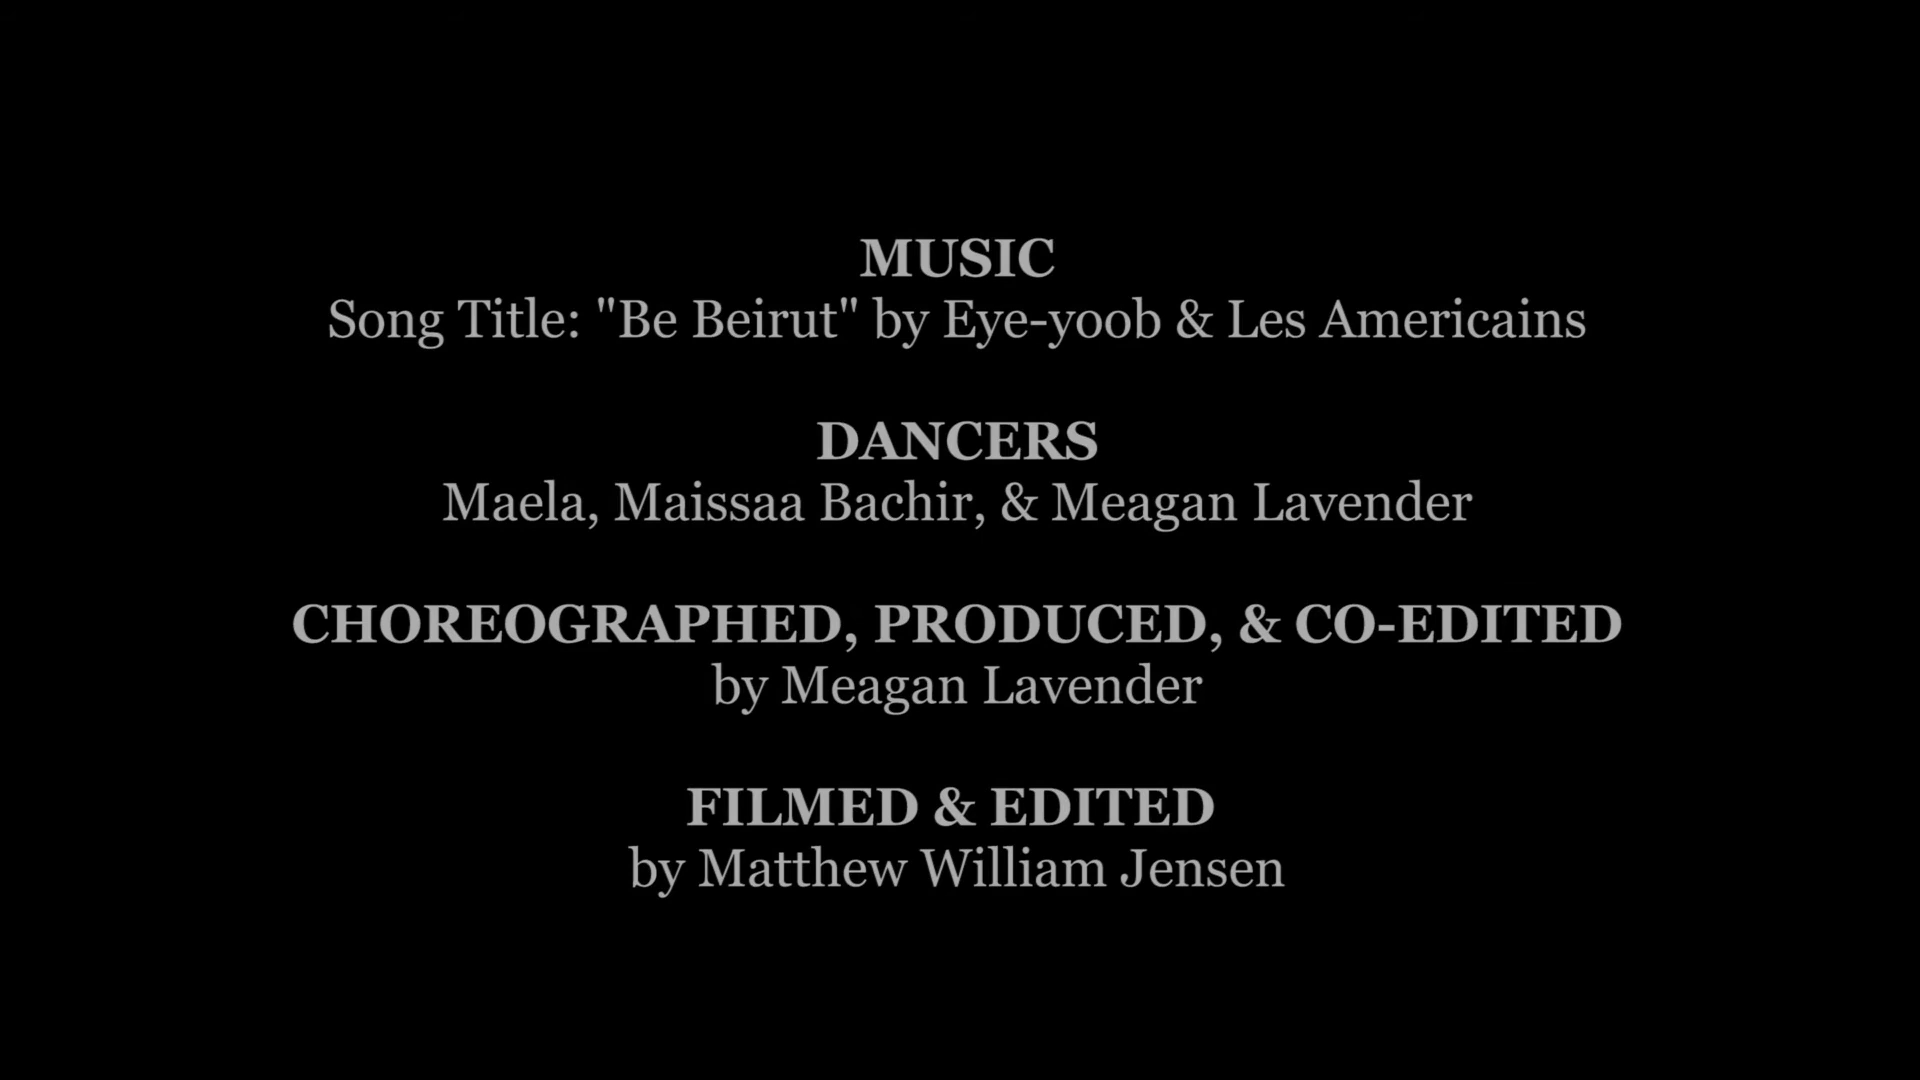 MUSIC
Song Title: "Be Beirut" by Eye-yoob & Les Americains
DANCERS
Maela, Maissaa Bachir, & Meagan Lavender
CHOREOGRAPHED, PRODUCED, & CO-EDITED
by Meagan Lavender
FILMED & EDITED
by Matthew William Jensen